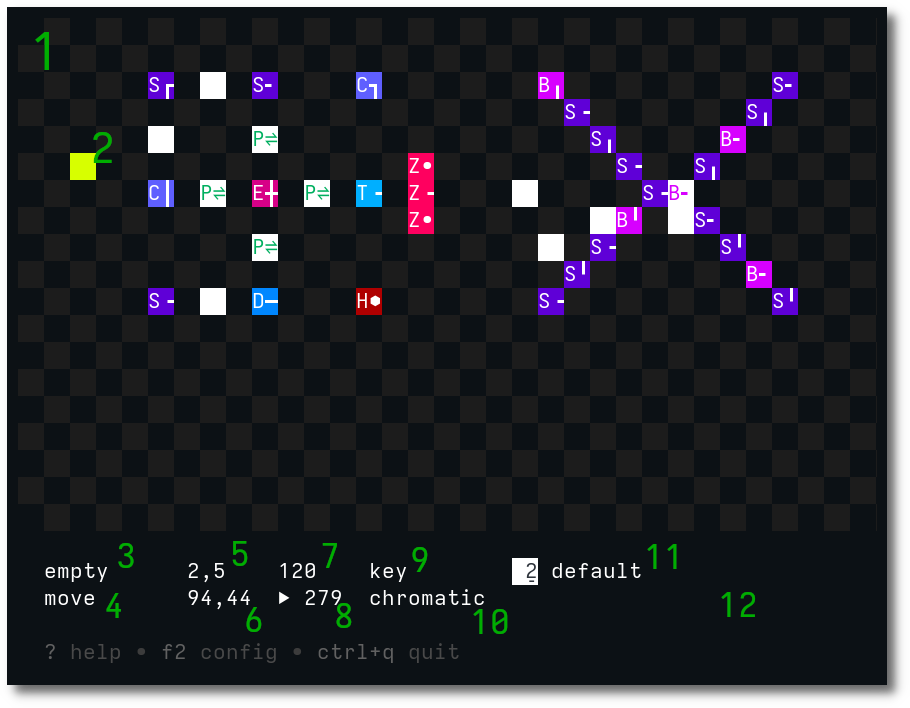 1
S┌ S- C┐ B╷ S-
S- S╷
2 P⇌ S╷ B-
Z● S- S╷
C│ P⇌ E┼ P⇌ T- Z- S- B-
Z● B╵ S-
P⇌ S- S╵
S╵ B-
S- D─ H⬢ S- S╵
empty 3 2,5 5 120 7 key 9 2 default 11
move 4 94,44 6 ▶ 279 8 chromatic 10 12
? help • f2 config • ctrl+q quit